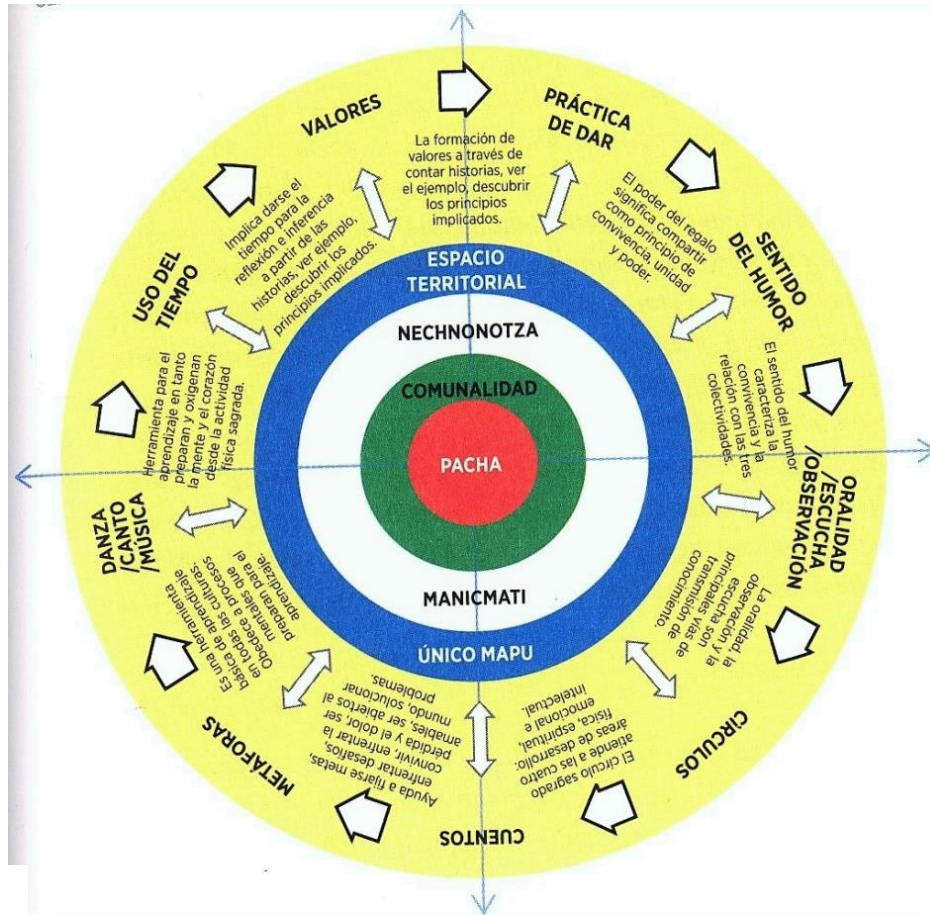 VALORES
La formación de
valores a través de
contar historias, ver
el ejemplo, descubrir
los principios
implicados.
PRÁCTICA
DE DAR
El poder del regalo
significa compartir
como principio de
convivencia, unidad
y poder.
SENTIDO
DEL HUMOR
El sentido del humor
caracteriza la
convivencia y la
relación con las tres
colectividades.
ORALIDAD
/ESCUCHA
/OBSERVACIÓN
La oralidad, la
observación y la
escucha son
principales vías de
transmisión de
conocimiento.
CIRCULOS
El círculo sagrado
atiende a las cuatro
áreas de desarrollo:
física, espiritual,
emocional e
intelectual.
CUENTOS
Ayuda a fijarse metas,
enfrentar desafíos,
convivir, enfrentar la
pérdida y el dolor, ser
amables, ser abiertos al
mundo, solucionar
problemas.
METÁFORAS
Es una herramienta
básica de aprendizaje
en todas las culturas.
Obedece a procesos
mentales que
preparan para el
aprendizaje.
DANZA
/CANTO
/MÚSICA
Herramienta para el
aprendizaje en tanto
preparan y oxigenan
la mente y el corazón
desde la actividad
física sagrada.
USO DEL
TIEMPO
Implica darse el
tiempo para la
reflexión e inferencia
a partir de las
historias, ver ejemplo,
descubrir los
principios implicados.
ESPACIO
TERRITORIAL
NECHNONOTZA
COMUNALIDAD
PACHA
MANICMATI
ÚNICO MAPU